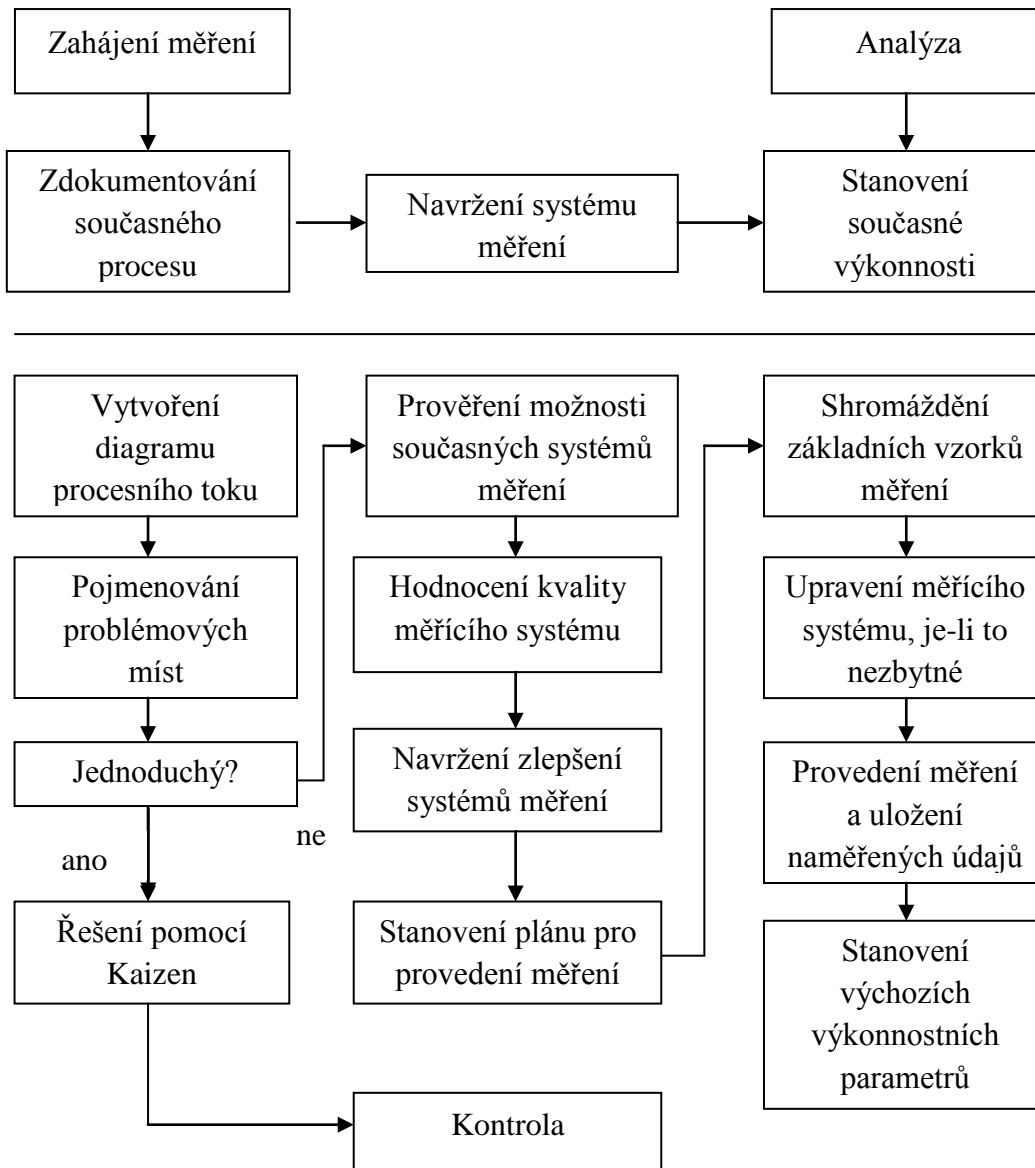 Zahájení měření
Analýza
Zdokumentování
současného
procesu
Navržení systému
měření
Stanovení
současné
výkonnosti
Vytvoření
diagramu
procesního toku
Pojmenování
problémových
míst
Jednoduchý?
ne
ano
Řešení pomocí
Kaizen
Prověření možnosti
současných systémů
měření
Hodnocení kvality
měřícího systému
Navržení zlepšení
systémů měření
Stanovení plánu pro
provedení měření
Shromáždění
základních vzorků
měření
Upravení měřícího
systému, je-li to
nezbytné
Provedení měření
a uložení
naměřených údajů
Stanovení
výchozích
výkonnostních
parametrů
Kontrola